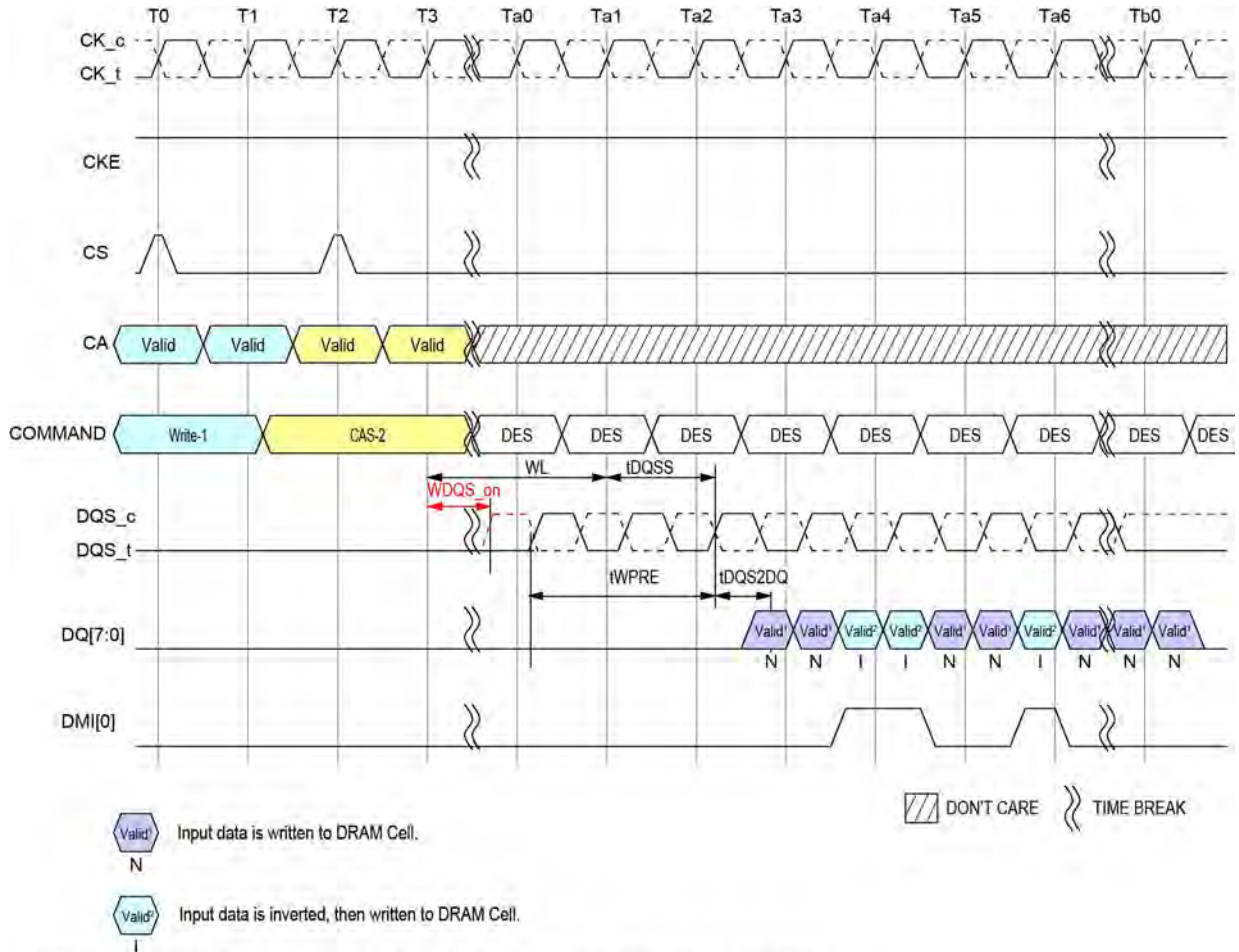 T0 T1 T2 T3 Ta0 Ta1 Ta2 Ta3 Ta4 Ta5 Ta6 Tb0
CK_c
CK_t
CKE
CS
CA Valid Valid Valid Valid
COMMAND Write-1 CAS-2 DES DES DES DES DES DES DES DES DES
WL tDQSS
WDQS_on
DQS_c
DQS_t
tWPRE tDQS2DQ
DQ[7:0] Valid¹ Valid¹ Valid² Valid² Valid¹ Valid¹ Valid² Valid¹ Valid¹ Valid¹
N N I I N N I N N N
DMI[0]
DON'T CARE TIME BREAK
Valid¹ Input data is written to DRAM Cell.
N
Valid² Input data is inverted, then written to DRAM Cell.
I